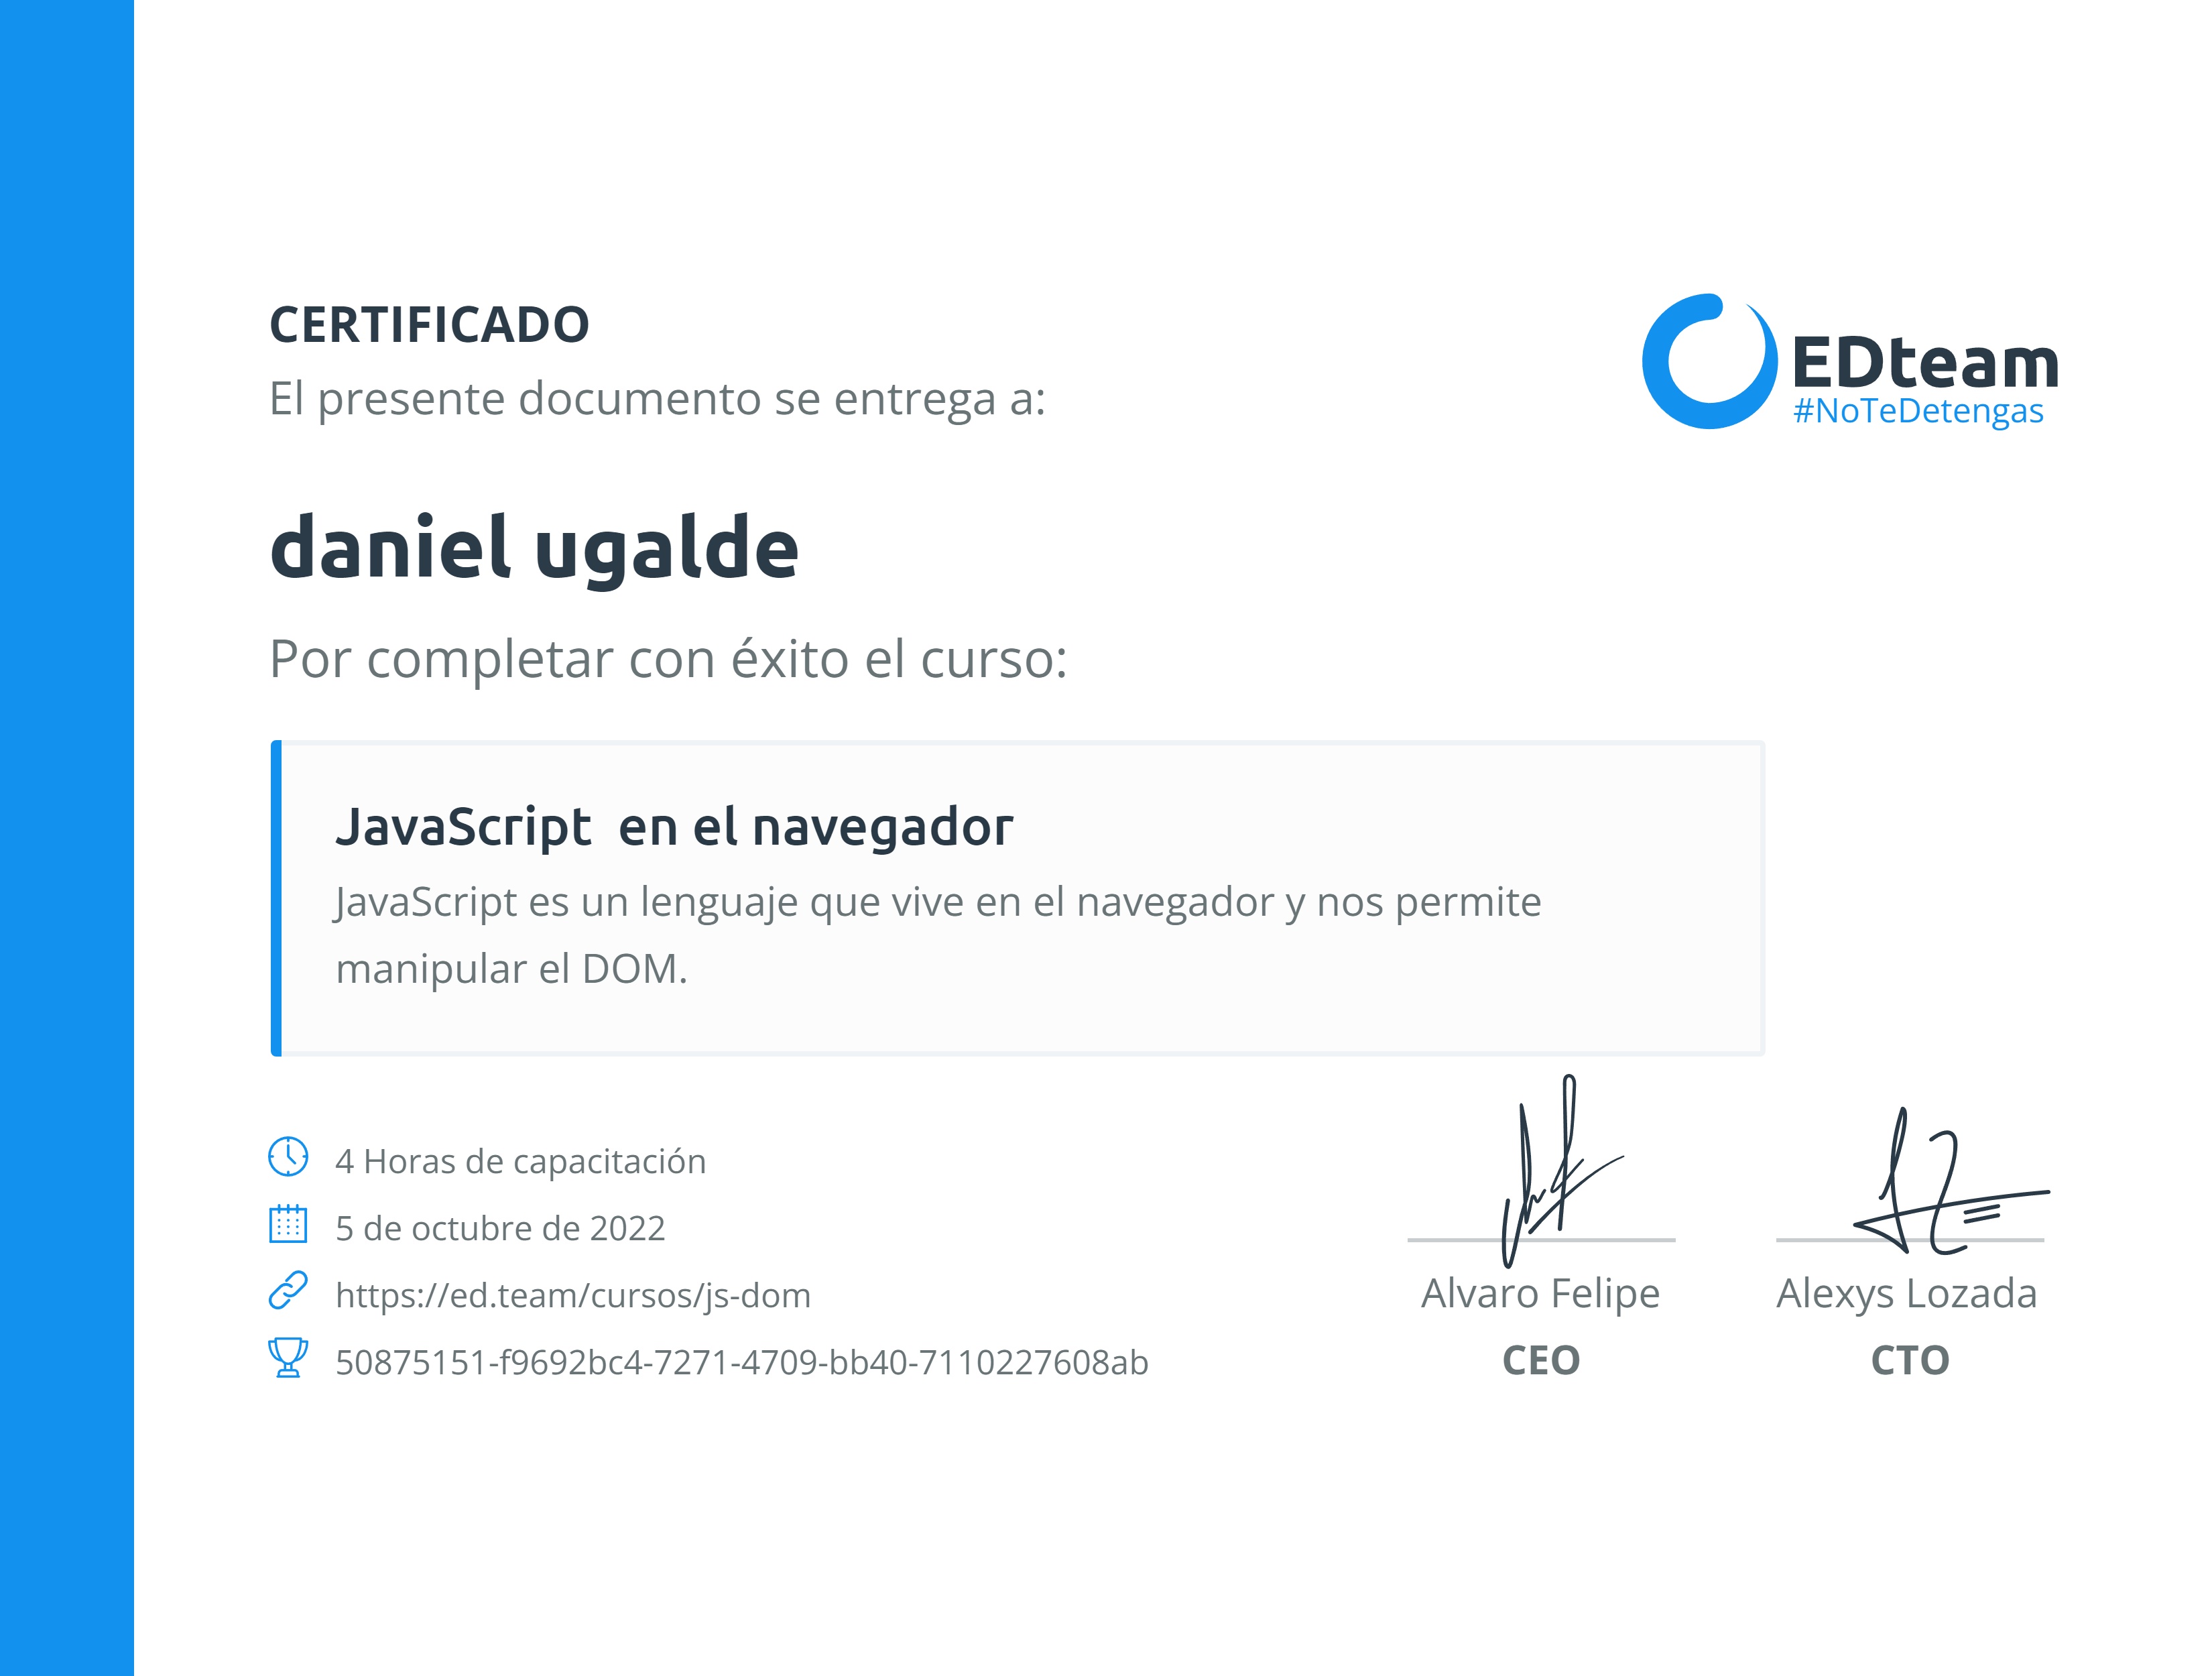 CERTIFICADO
El presente documento se entrega a:
EDteam
#NoTeDetengas
daniel ugalde
Por completar con éxito el curso:
JavaScript  en el navegador
JavaScript es un lenguaje que vive en el navegador y nos permite
manipular el DOM.
4 Horas de capacitación
5 de octubre de 2022
https://ed.team/cursos/js-dom
50875151-f9692bc4-7271-4709-bb40-7110227608ab
Alvaro Felipe
CEO
Alexys Lozada
CTO